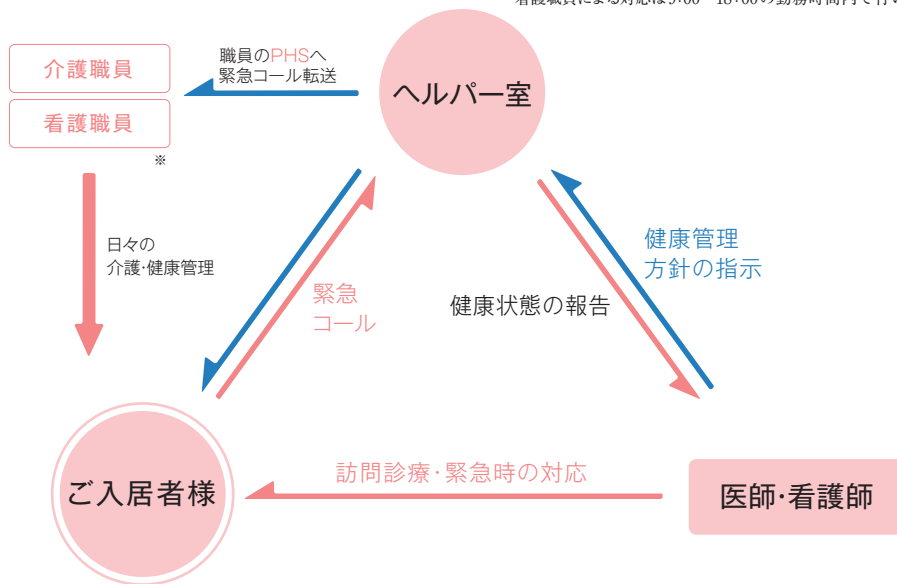 職員のPHSへ
緊急コール転送
介護職員
看護職員
※
ヘルパー室
日々の
介護・健康管理
緊急
コール
健康状態の報告
健康管理
方針の指示
訪問診療・緊急時の対応
ご入居者様
医師・看護師